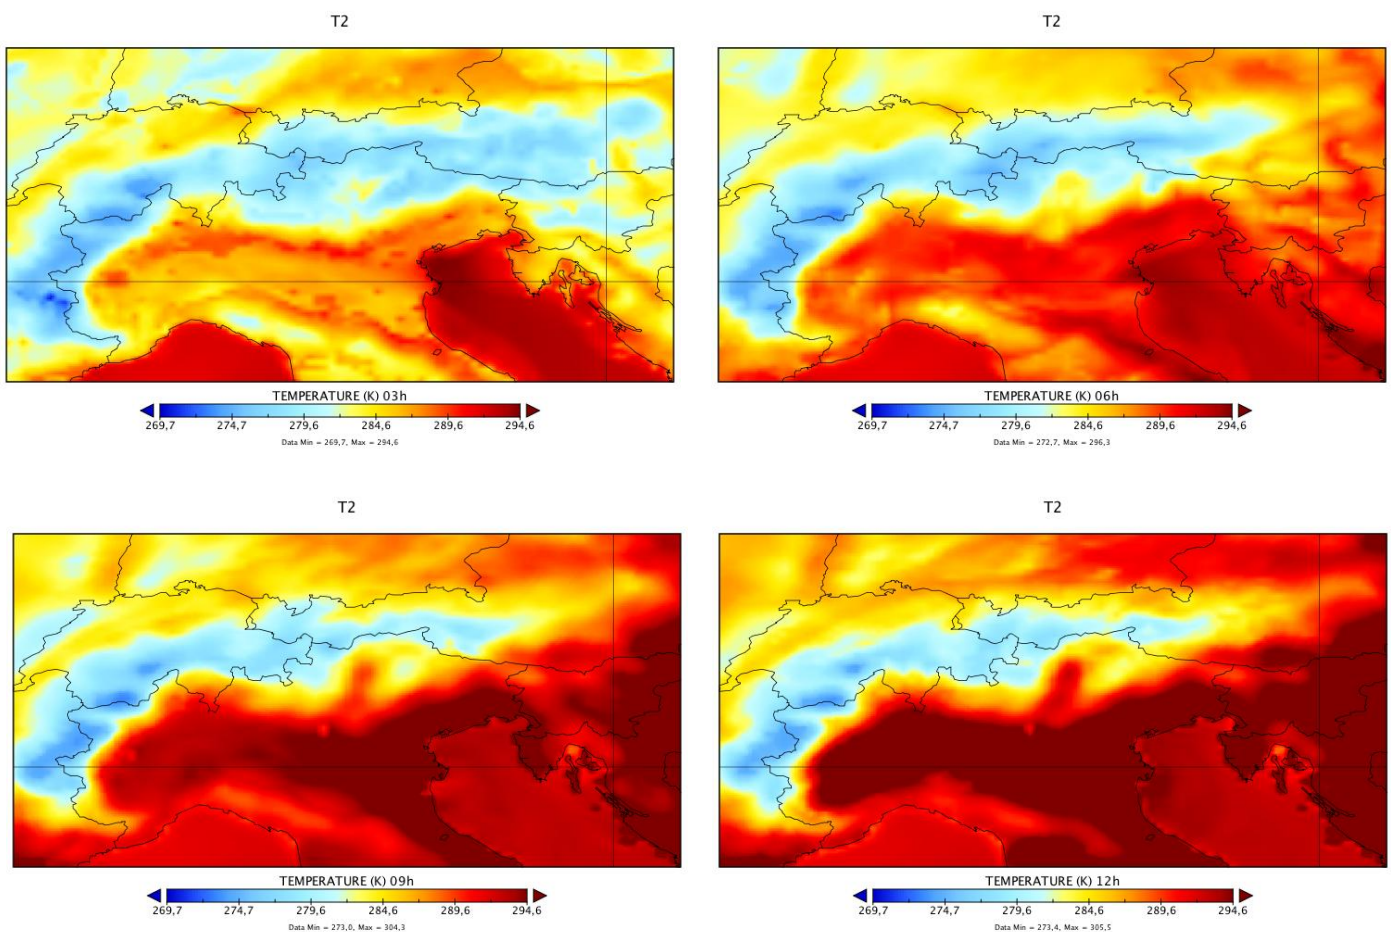 T2
TEMPERATURE (K) 03h
269,7 274,7 279,6 284,6 289,6 294,6
Data Min = 269,7, Max = 294,6
T2
TEMPERATURE (K) 06h
269,7 274,7 279,6 284,6 289,6 294,6
Data Min = 272,7, Max = 296,3
T2
TEMPERATURE (K) 09h
269,7 274,7 279,6 284,6 289,6 294,6
Data Min = 273,0, Max = 304,3
T2
TEMPERATURE (K) 12h
269,7 274,7 279,6 284,6 289,6 294,6
Data Min = 273,4, Max = 305,5